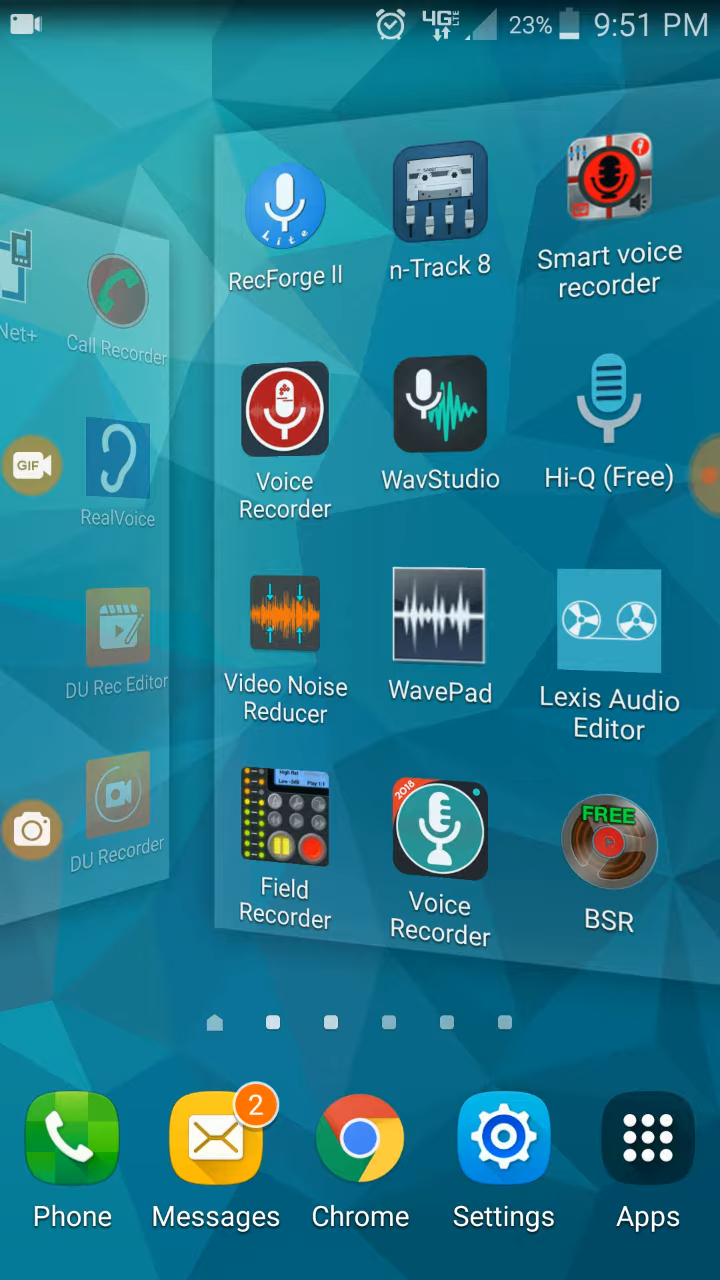 4G LTE 23% 9:51 PM
Lite
RecForge II
n-Track 8
Smart voice
recorder
Net+
Call Recorder
Voice
Recorder
WavStudio
Hi-Q (Free)
GIF
RealVoice
Video Noise
Reducer
WavePad
Lexis Audio
Editor
DU Rec Editor
2018
FREE
Field
Recorder
Voice
Recorder
BSR
DU Recorder
2
Phone
Messages
Chrome
Settings
Apps